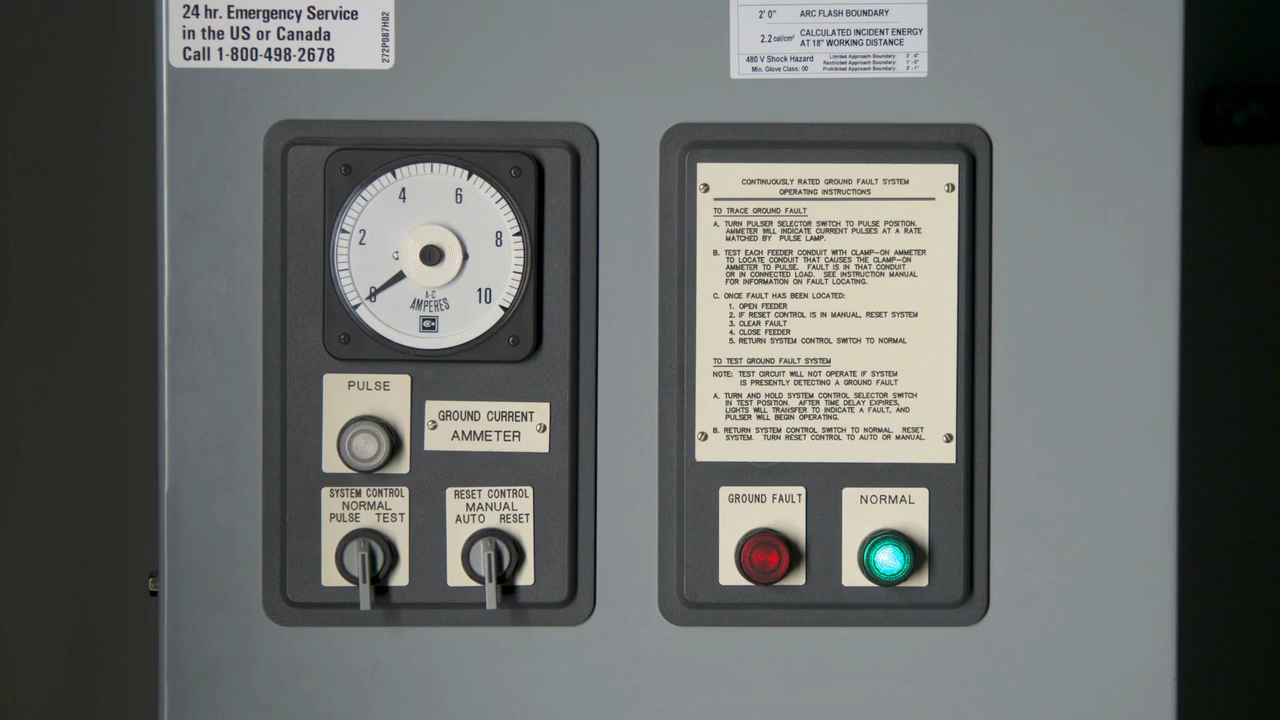 24 hr. Emergency Service
in the US or Canada
Call 1-800-498-2678
272P087H02
2' 0" ARC FLASH BOUNDARY
2.2 cal/cm² CALCULATED INCIDENT ENERGY
AT 18" WORKING DISTANCE
480 V Shock Hazard
Min. Glove Class: 00
Limited Approach Boundary: 3'-6"
Restricted Approach Boundary: 1'-0"
Prohibited Approach Boundary: 0'-1"
0 2 4 6 8 10
A-C
AMPERES
PULSE
GROUND CURRENT
AMMETER
SYSTEM CONTROL
NORMAL
PULSE TEST
RESET CONTROL
MANUAL
AUTO RESET
CONTINUOUSLY RATED GROUND FAULT SYSTEM
OPERATING INSTRUCTIONS
TO TRACE GROUND FAULT
A. TURN PULSER SELECTOR SWITCH TO PULSE POSITION.
AMMETER WILL INDICATE CURRENT PULSES AT A RATE
MATCHED BY PULSE LAMP.
B. TEST EACH FEEDER CONDUIT WITH CLAMP-ON AMMETER
TO LOCATE CONDUIT THAT CAUSES THE CLAMP-ON
AMMETER TO PULSE. FAULT IS IN THAT CONDUIT
OR IN CONNECTED LOAD. SEE INSTRUCTION MANUAL
FOR INFORMATION ON FAULT LOCATING.
C. ONCE FAULT HAS BEEN LOCATED:
1. OPEN FEEDER
2. IF RESET CONTROL IS IN MANUAL, RESET SYSTEM
3. CLEAR FAULT
4. CLOSE FEEDER
5. RETURN SYSTEM CONTROL SWITCH TO NORMAL
TO TEST GROUND FAULT SYSTEM
NOTE: TEST CIRCUIT WILL NOT OPERATE IF SYSTEM
IS PRESENTLY DETECTING A GROUND FAULT
A. TURN AND HOLD SYSTEM CONTROL SELECTOR SWITCH
IN TEST POSITION. AFTER TIME DELAY EXPIRES,
LIGHTS WILL TRANSFER TO INDICATE A FAULT, AND
PULSER WILL BEGIN OPERATING.
B. RETURN SYSTEM CONTROL SWITCH TO NORMAL. RESET
SYSTEM. TURN RESET CONTROL TO AUTO OR MANUAL.
GROUND FAULT
NORMAL